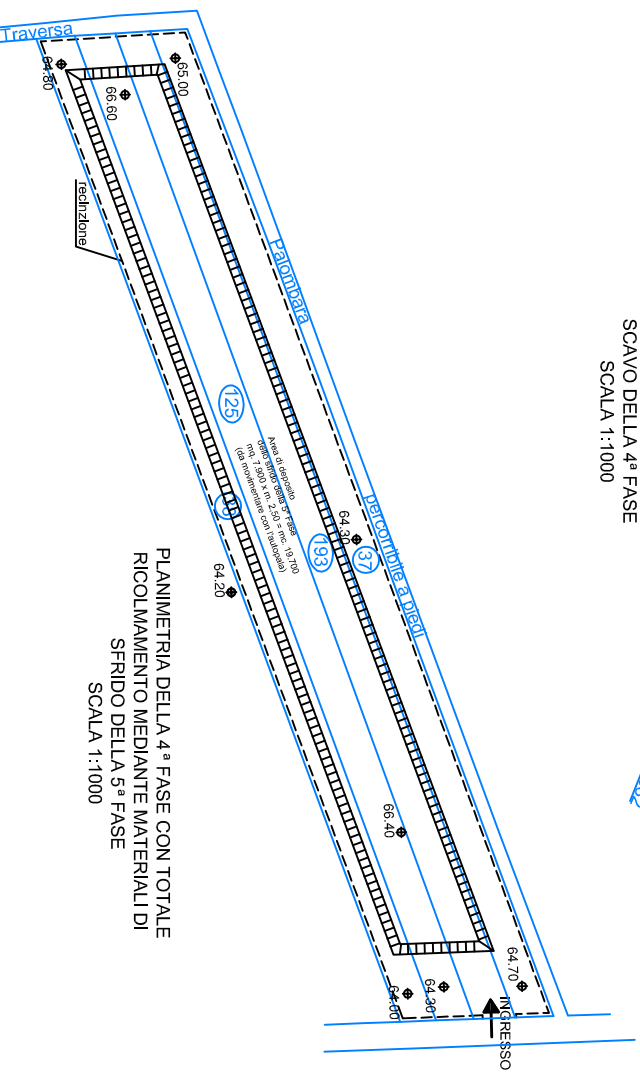 SCAVO DELLA 4ª FASE
SCALA 1:1000
Traversa
Palombara
percorribile a piedi
65.00
64.80
66.60
recinzione
125
193
37
64.30
Area di deposito
dello sfrido della 5ª Fase
mq. 7.900 x m. 2,50 = mc. 19.700
(da movimentare con l'autopala)
64.20
66.40
64.70
64.30
64.00
INGRESSO
PLANIMETRIA DELLA 4ª FASE CON TOTALE
RICOLMAMENTO MEDIANTE MATERIALI DI
SFRIDO DELLA 5ª FASE
SCALA 1:1000